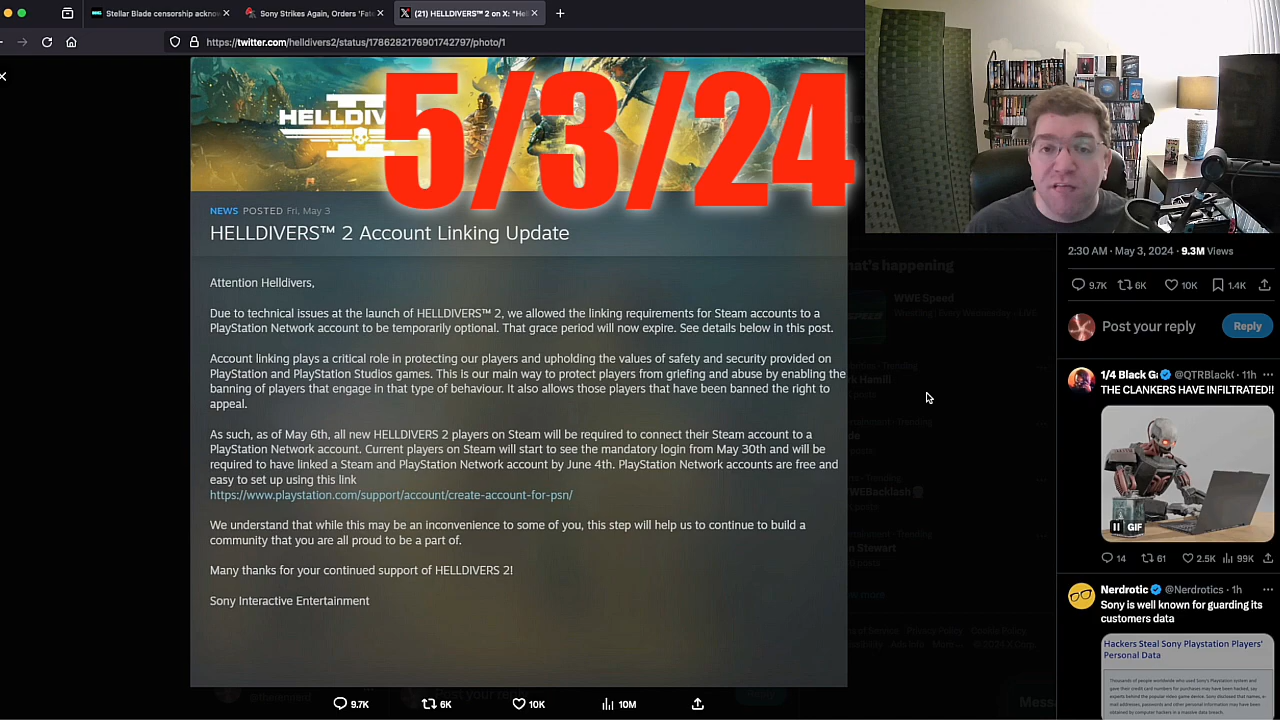 Stellar Blade censorship ackno
Sony Strikes Again, Orders 'Fat
(21) HELLDIVERS™ 2 on X: "Hel
https://twitter.com/helldivers2/status/1786282176901742797/photo/1
HELLDIV
5/3/24
NEWS POSTED Fri, May 3
HELLDIVERS™ 2 Account Linking Update
Attention Helldivers,
Due to technical issues at the launch of HELLDIVERS™ 2, we allowed the linking requirements for Steam accounts to a
PlayStation Network account to be temporarily optional. That grace period will now expire. See details below in this post.
Account linking plays a critical role in protecting our players and upholding the values of safety and security provided on
PlayStation and PlayStation Studios games. This is our main way to protect players from griefing and abuse by enabling the
banning of players that engage in that type of behaviour. It also allows those players that have been banned the right to
appeal.
As such, as of May 6th, all new HELLDIVERS 2 players on Steam will be required to connect their Steam account to a
PlayStation Network account. Current players on Steam will start to see the mandatory login from May 30th and will be
required to have linked a Steam and PlayStation Network account by June 4th. PlayStation Network accounts are free and
easy to set up using this link
https://www.playstation.com/support/account/create-account-for-psn/
We understand that while this may be an inconvenience to some of you, this step will help us to continue to build a
community that you are all proud to be a part of.
Many thanks for your continued support of HELLDIVERS 2!
Sony Interactive Entertainment
9.7K
6K
10K
10M
hat's happening
WWE Speed
rk Hamill
WEBacklash
n Stewart
2:30 AM · May 3, 2024 · 9.3M Views
9.7K
6K
10K
1.4K
Post your reply
Reply
1/4 Black Ga @QTRBlackG · 11h
THE CLANKERS HAVE INFILTRATED!!
GIF
14
61
2.5K
99K
Nerdrotic @Nerdrotics · 1h
Sony is well known for guarding its
customers data
Hackers Steal Sony Playstation Players'
Personal Data